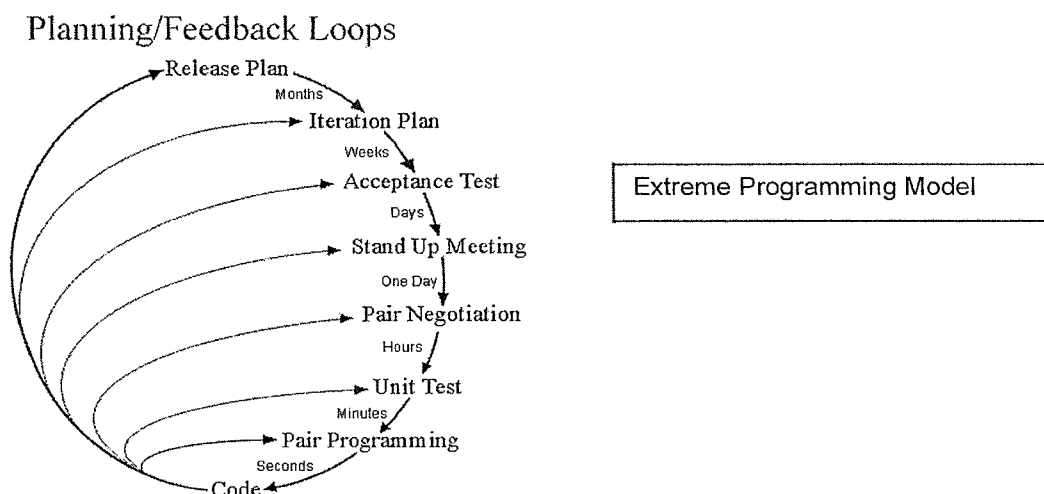 Planning/Feedback Loops
Release Plan
Months
Iteration Plan
Weeks
Acceptance Test
Days
Stand Up Meeting
One Day
Pair Negotiation
Hours
Unit Test
Minutes
Pair Programming
Seconds
Code
Extreme Programming Model